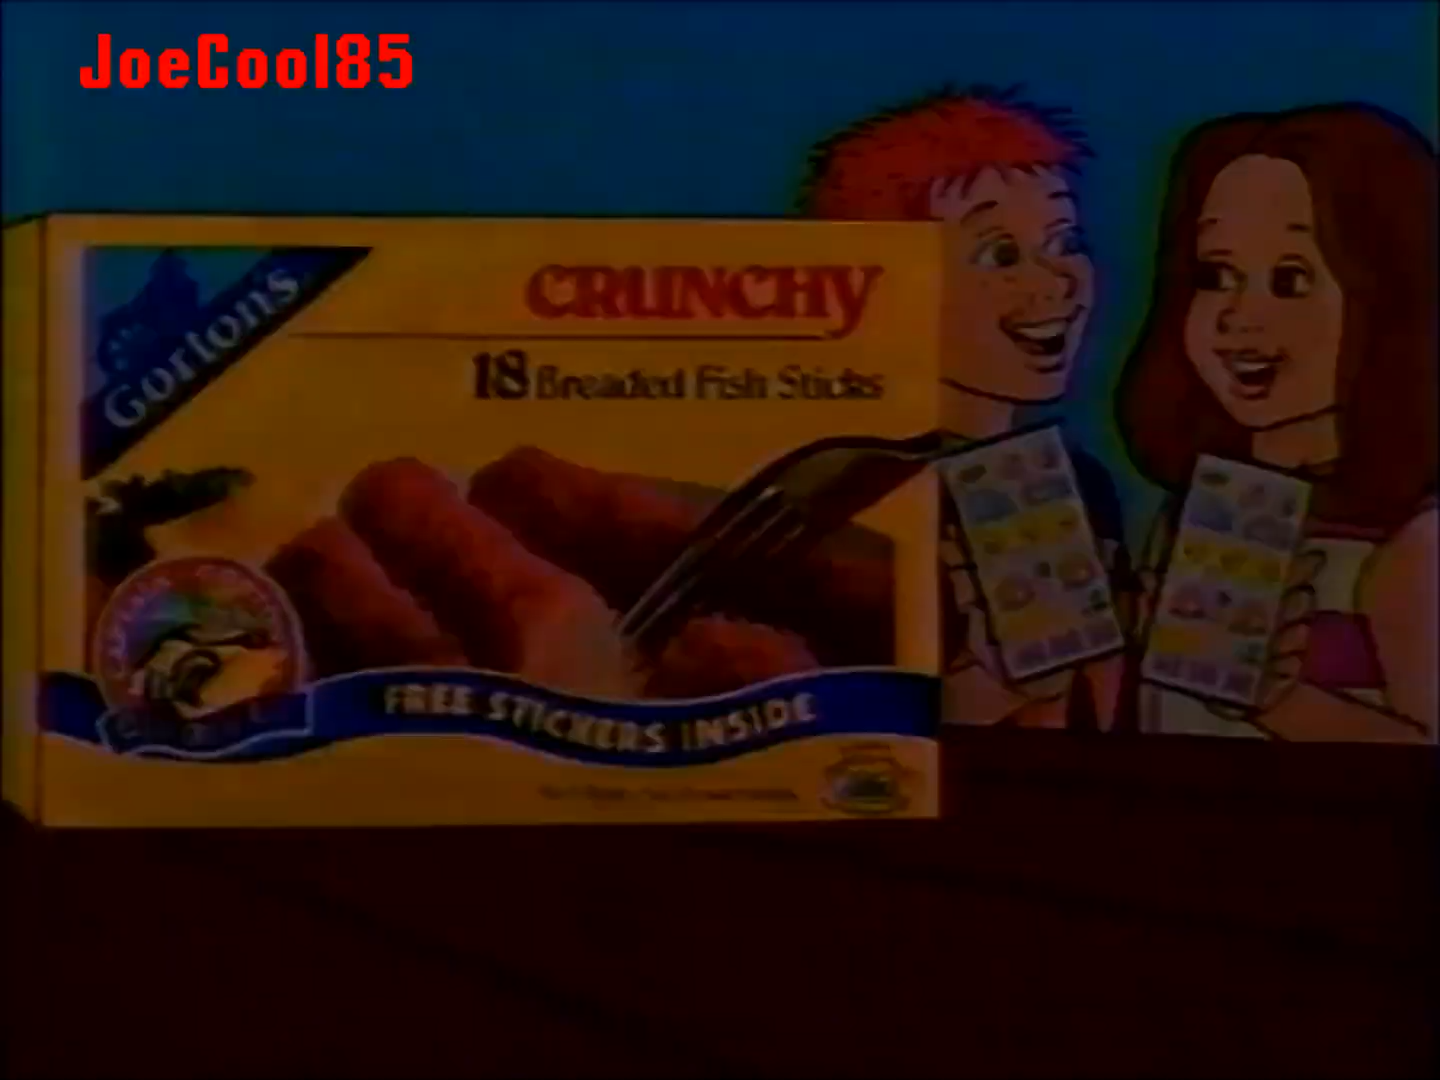 JoeCool85
Gorton's
CRUNCHY
18 Breaded Fish Sticks
FREE STICKERS INSIDE